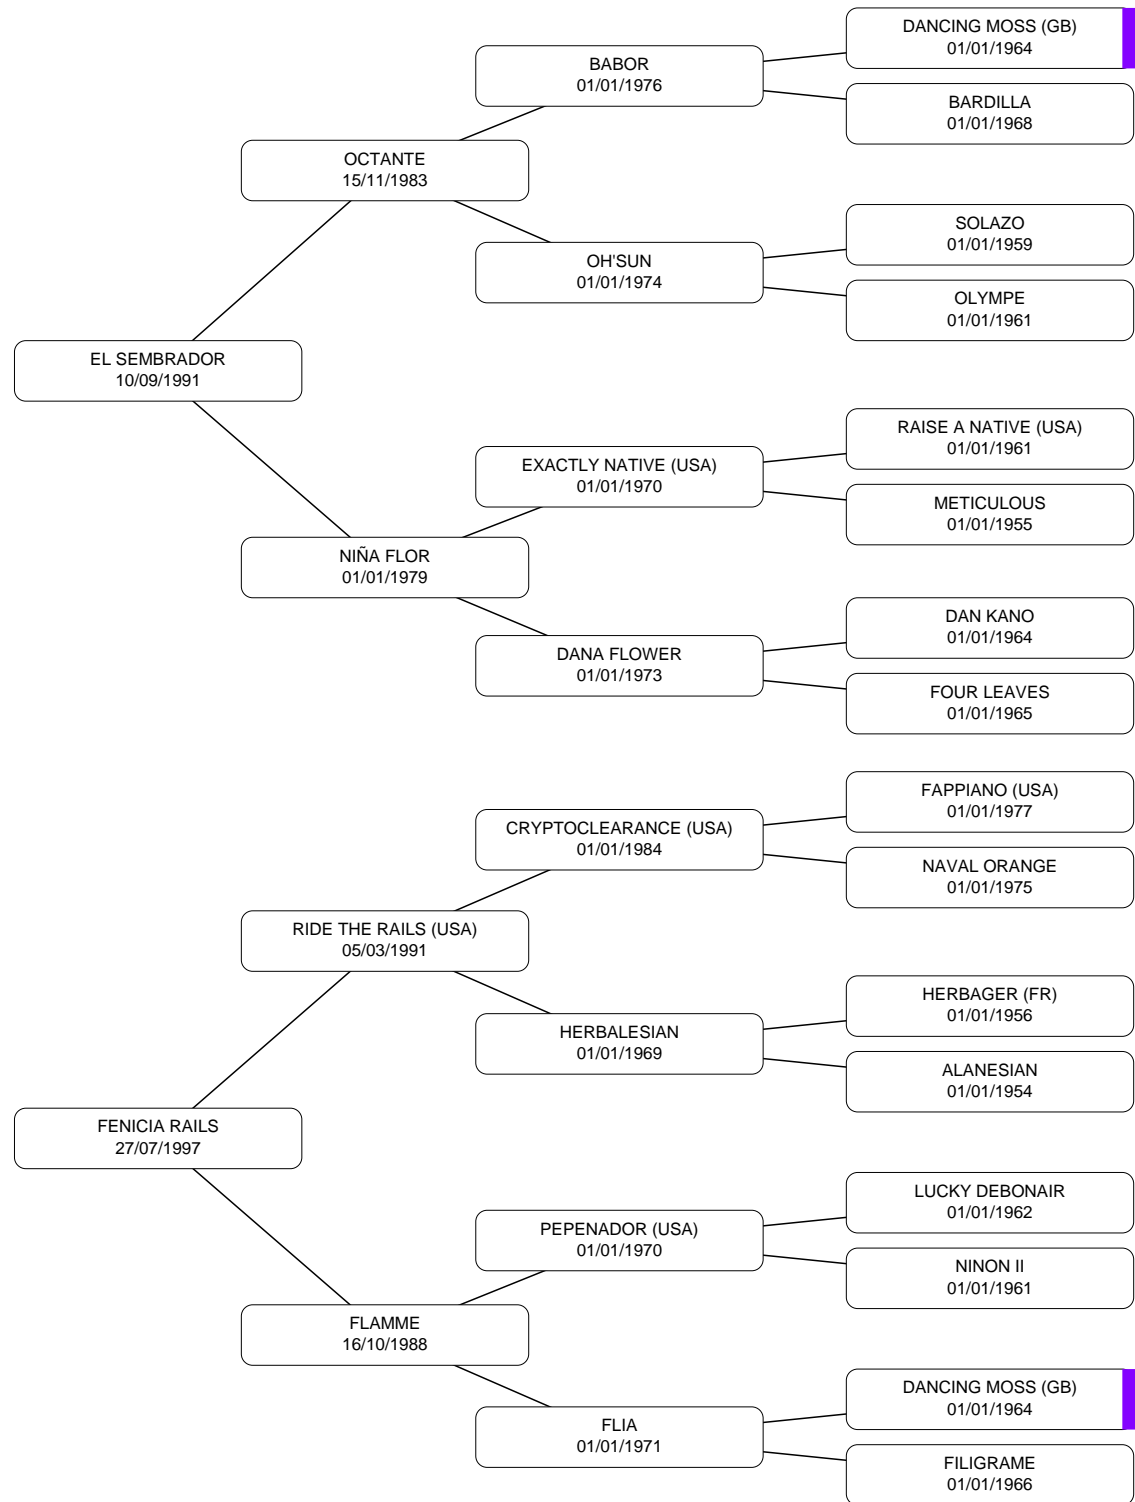 DANCING MOSS (GB)
01/01/1964
BABOR
01/01/1976
BARDILLA
01/01/1968
OCTANTE
15/11/1983
SOLAZO
01/01/1959
OH'SUN
01/01/1974
OLYMPE
01/01/1961
EL SEMBRADOR
10/09/1991
RAISE A NATIVE (USA)
01/01/1961
EXACTLY NATIVE (USA)
01/01/1970
METICULOUS
01/01/1955
NIÑA FLOR
01/01/1979
DAN KANO
01/01/1964
DANA FLOWER
01/01/1973
FOUR LEAVES
01/01/1965
FAPPIANO (USA)
01/01/1977
CRYPTOCLEARANCE (USA)
01/01/1984
NAVAL ORANGE
01/01/1975
RIDE THE RAILS (USA)
05/03/1991
HERBAGER (FR)
01/01/1956
HERBALESIAN
01/01/1969
ALANESIAN
01/01/1954
FENICIA RAILS
27/07/1997
LUCKY DEBONAIR
01/01/1962
PEPENADOR (USA)
01/01/1970
NINON II
01/01/1961
FLAMME
16/10/1988
DANCING MOSS (GB)
01/01/1964
FLIA
01/01/1971
FILIGRAME
01/01/1966